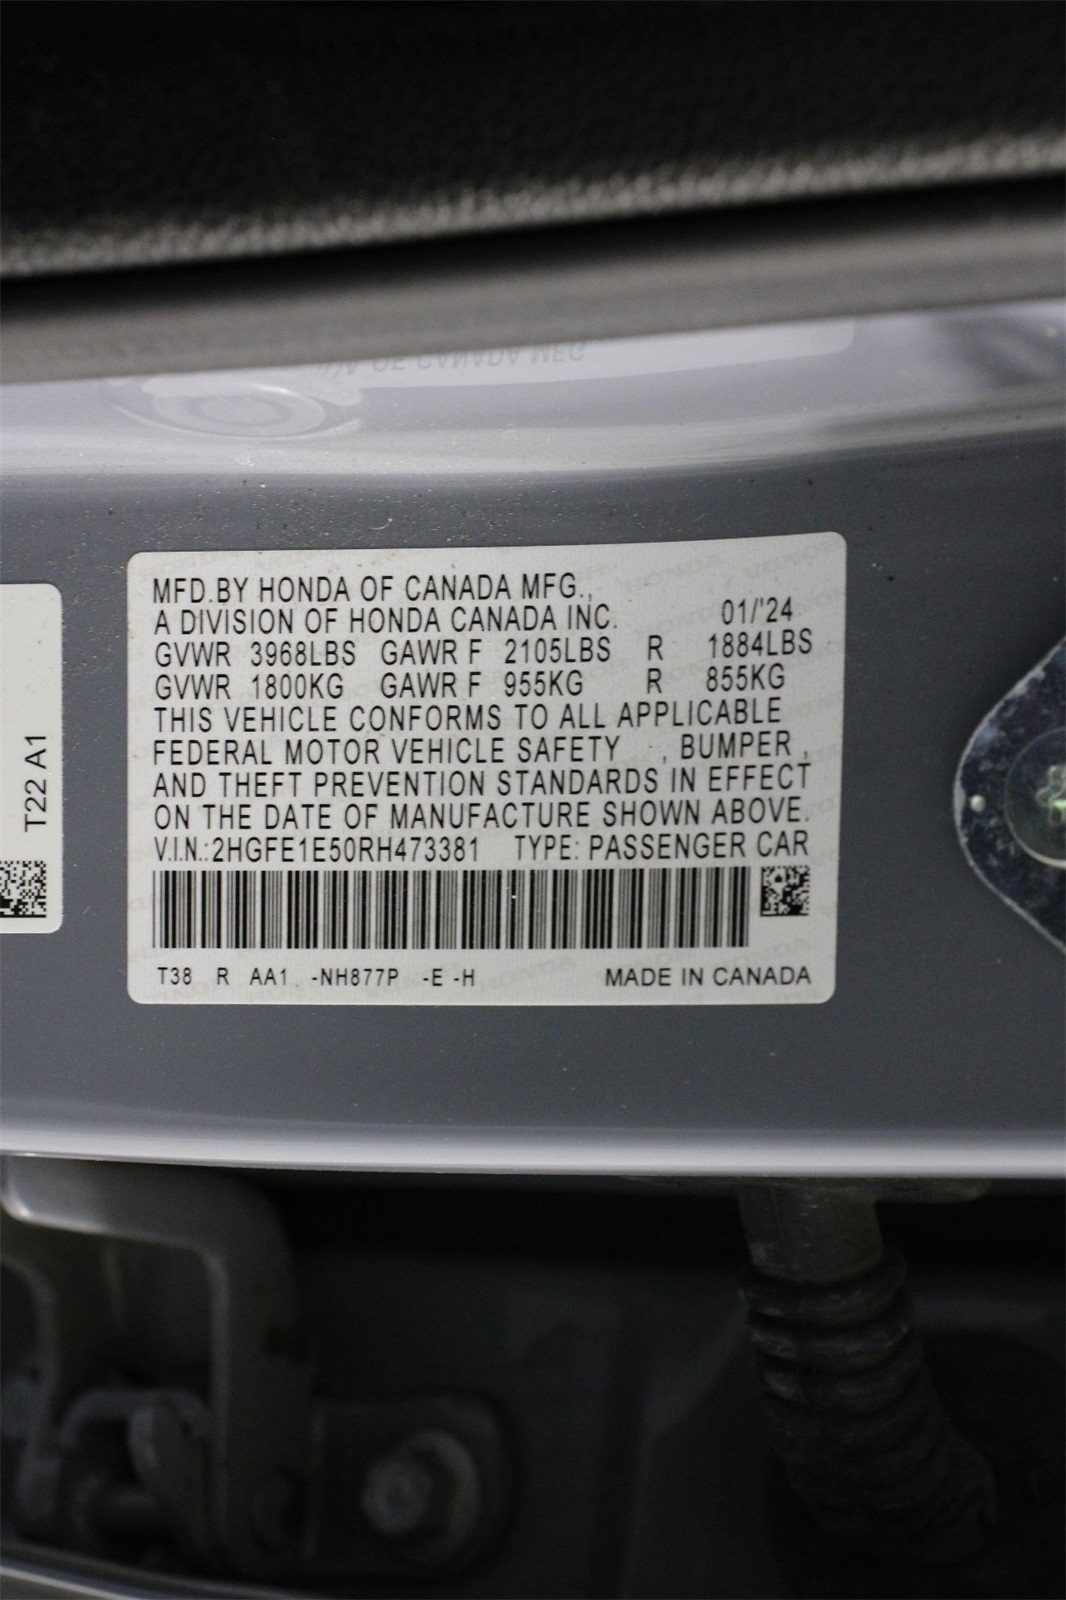 MFD.BY HONDA OF CANADA MFG.,
A DIVISION OF HONDA CANADA INC. 01/'24
GVWR 3968LBS GAWR F 2105LBS R 1884LBS
GVWR 1800KG GAWR F 955KG R 855KG
THIS VEHICLE CONFORMS TO ALL APPLICABLE
FEDERAL MOTOR VEHICLE SAFETY , BUMPER ,
AND THEFT PREVENTION STANDARDS IN EFFECT
ON THE DATE OF MANUFACTURE SHOWN ABOVE.
V.I.N.:2HGFE1E50RH473381 TYPE: PASSENGER CAR
T38 R AA1 -NH877P -E -H MADE IN CANADA
T22 A1